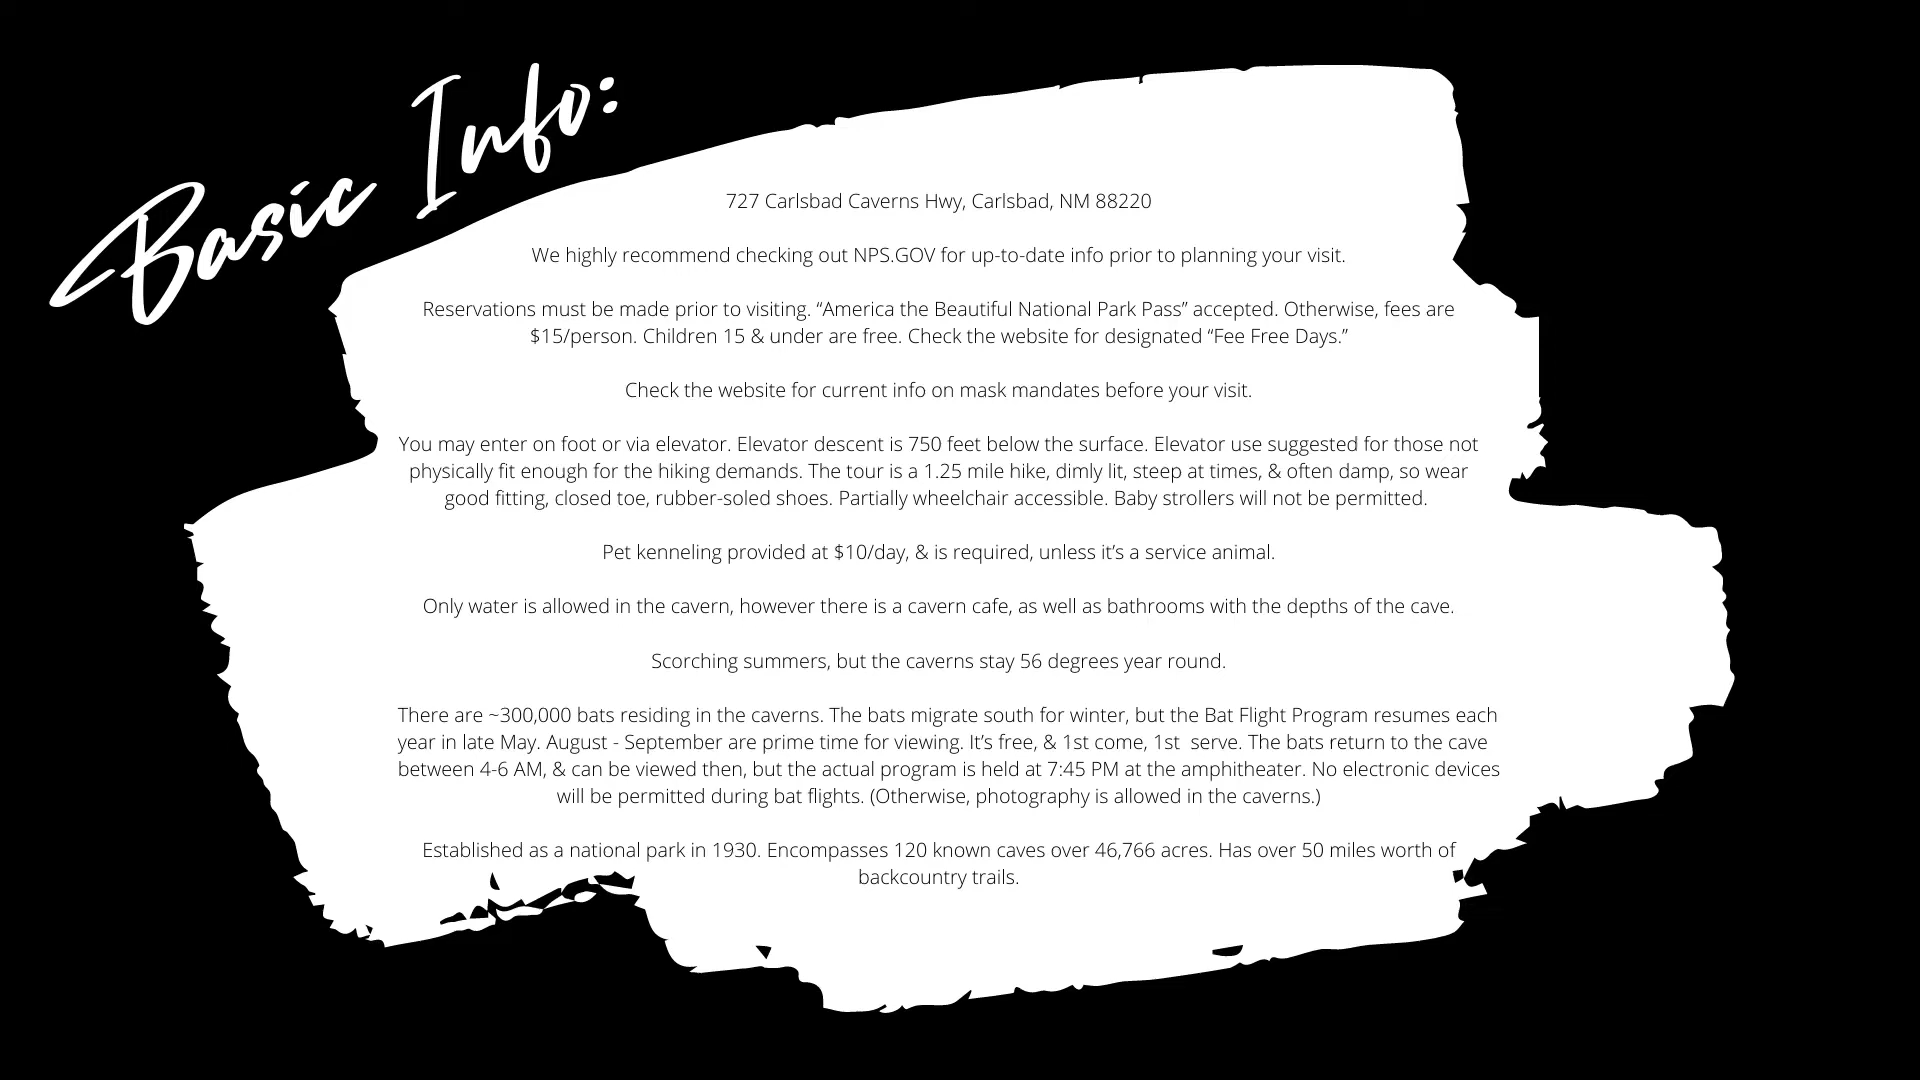 Basic Info:
727 Carlsbad Caverns Hwy, Carlsbad, NM 88220
We highly recommend checking out NPS.GOV for up-to-date info prior to planning your visit.
Reservations must be made prior to visiting. “America the Beautiful National Park Pass” accepted. Otherwise, fees are
$15/person. Children 15 & under are free. Check the website for designated “Fee Free Days.”
Check the website for current info on mask mandates before your visit.
You may enter on foot or via elevator. Elevator descent is 750 feet below the surface. Elevator use suggested for those not
physically fit enough for the hiking demands. The tour is a 1.25 mile hike, dimly lit, steep at times, & often damp, so wear
good fitting, closed toe, rubber-soled shoes. Partially wheelchair accessible. Baby strollers will not be permitted.
Pet kenneling provided at $10/day, & is required, unless it’s a service animal.
Only water is allowed in the cavern, however there is a cavern cafe, as well as bathrooms with the depths of the cave.
Scorching summers, but the caverns stay 56 degrees year round.
There are ~300,000 bats residing in the caverns. The bats migrate south for winter, but the Bat Flight Program resumes each
year in late May. August - September are prime time for viewing. It’s free, & 1st come, 1st  serve. The bats return to the cave
between 4-6 AM, & can be viewed then, but the actual program is held at 7:45 PM at the amphitheater. No electronic devices
will be permitted during bat flights. (Otherwise, photography is allowed in the caverns.)
Established as a national park in 1930. Encompasses 120 known caves over 46,766 acres. Has over 50 miles worth of
backcountry trails.